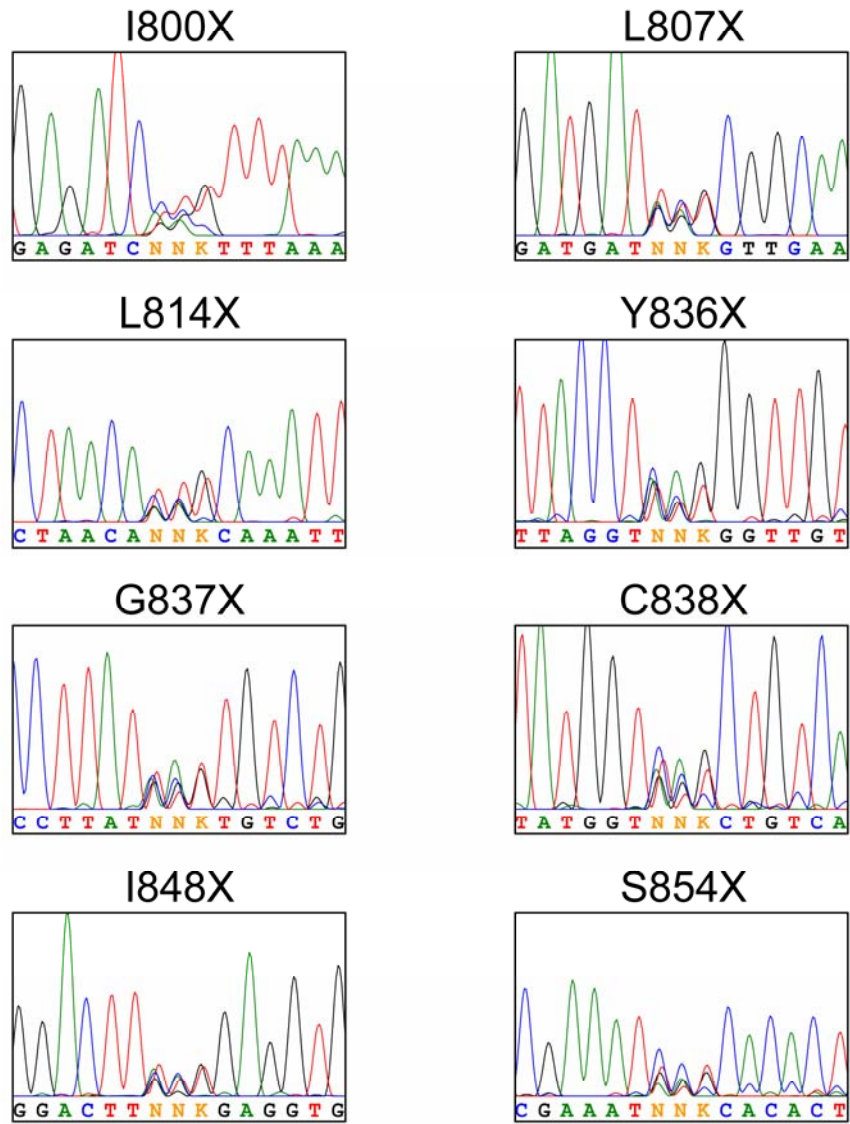 I800X
GAGATCNNKTTTAAA
L807X
GATGATNNKGTTGAA
L814X
CTAACANNKCAAATT
Y836X
TTAGGTNNKGGTTGT
G837X
CCTTATNNKTGTCTG
C838X
TATGGTNNKCTGTCA
I848X
GGACTTNNKGAGGTG
S854X
CGAAATNNKCACACT